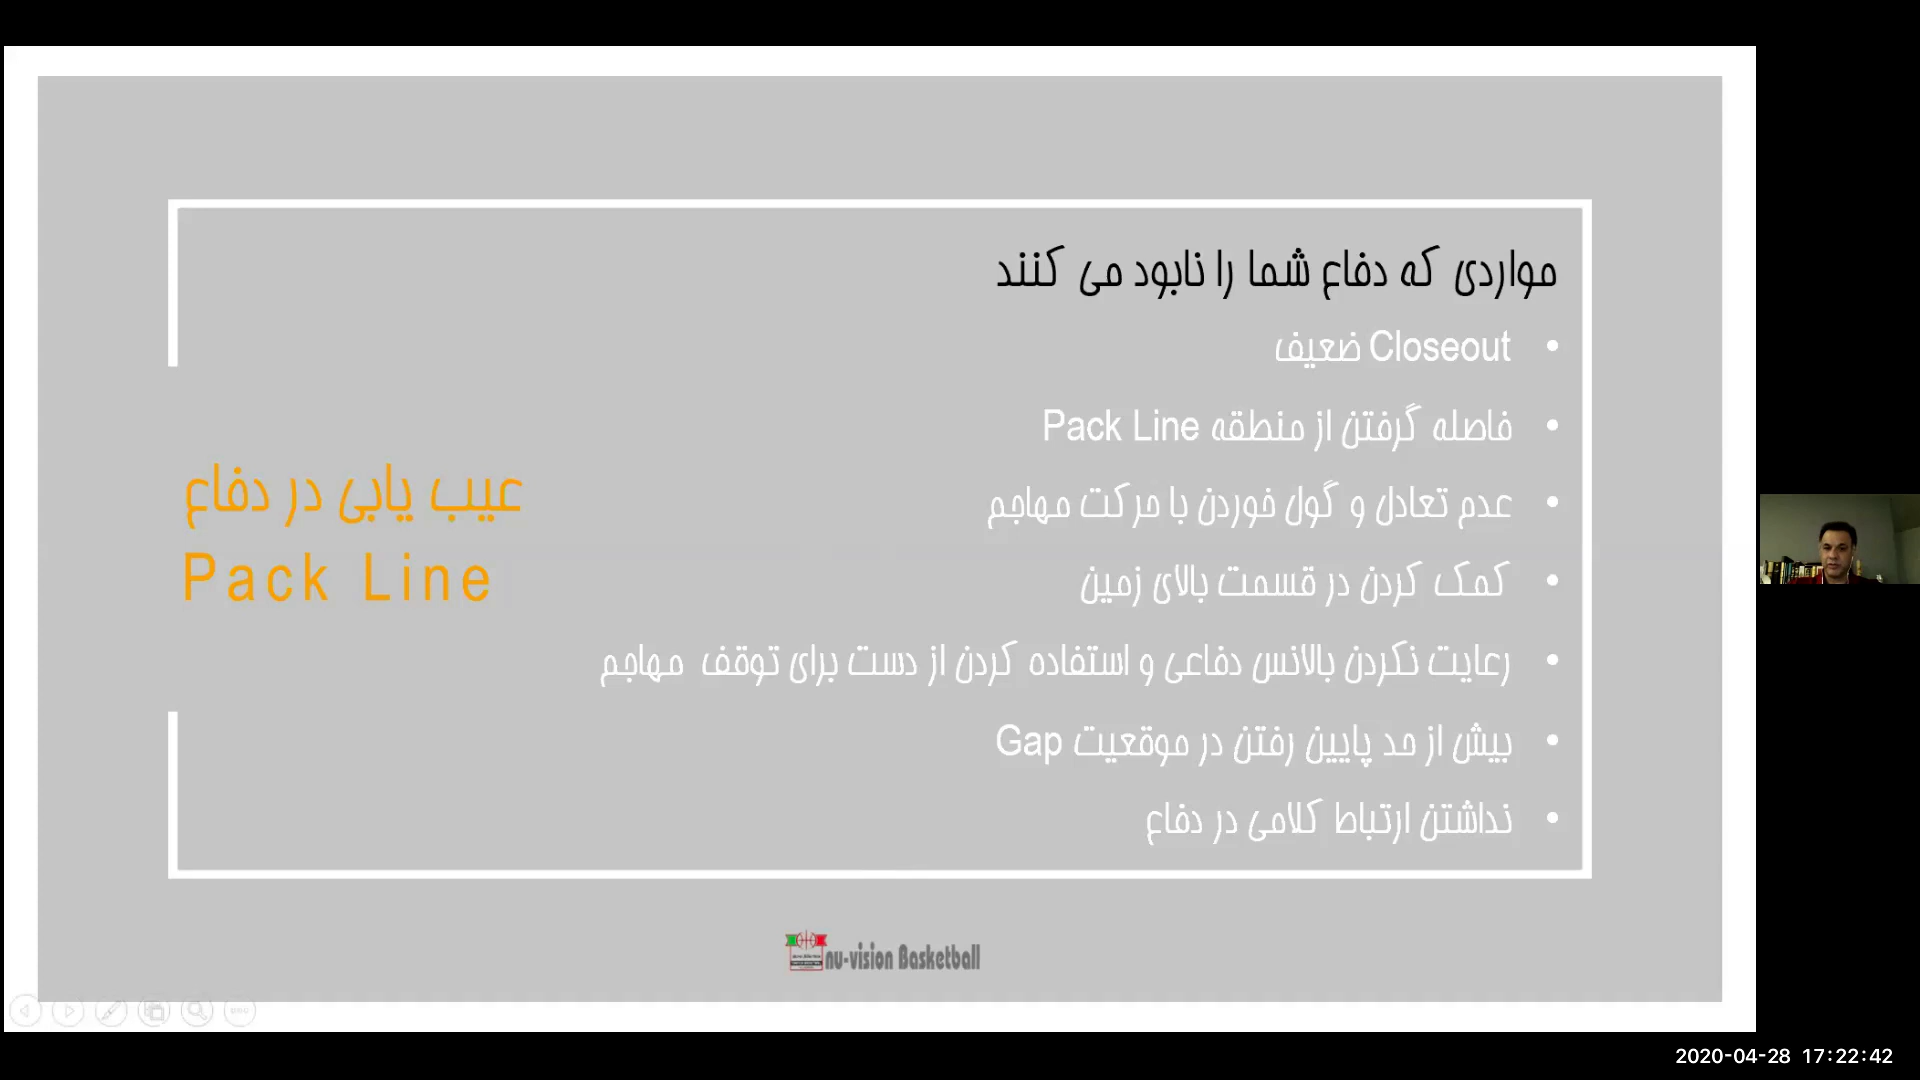 مواردی که دفاع شما را نابود می کنند
• Closeout ضعیف
• فاصله گرفتن از منطقه Pack Line
• عدم تعادل و گول خوردن با حرکت مهاجم
• کمک کردن در قسمت بالای زمین
• رعایت نکردن بالانس دفاعی و استفاده کردن از دست برای توقف مهاجم
• بیش از حد پایین رفتن در موقعیت Gap
• نداشتن ارتباط کلامی در دفاع
عیب یابی در دفاع
Pack Line
nu-vision Basketball
2020-04-28 17:22:42